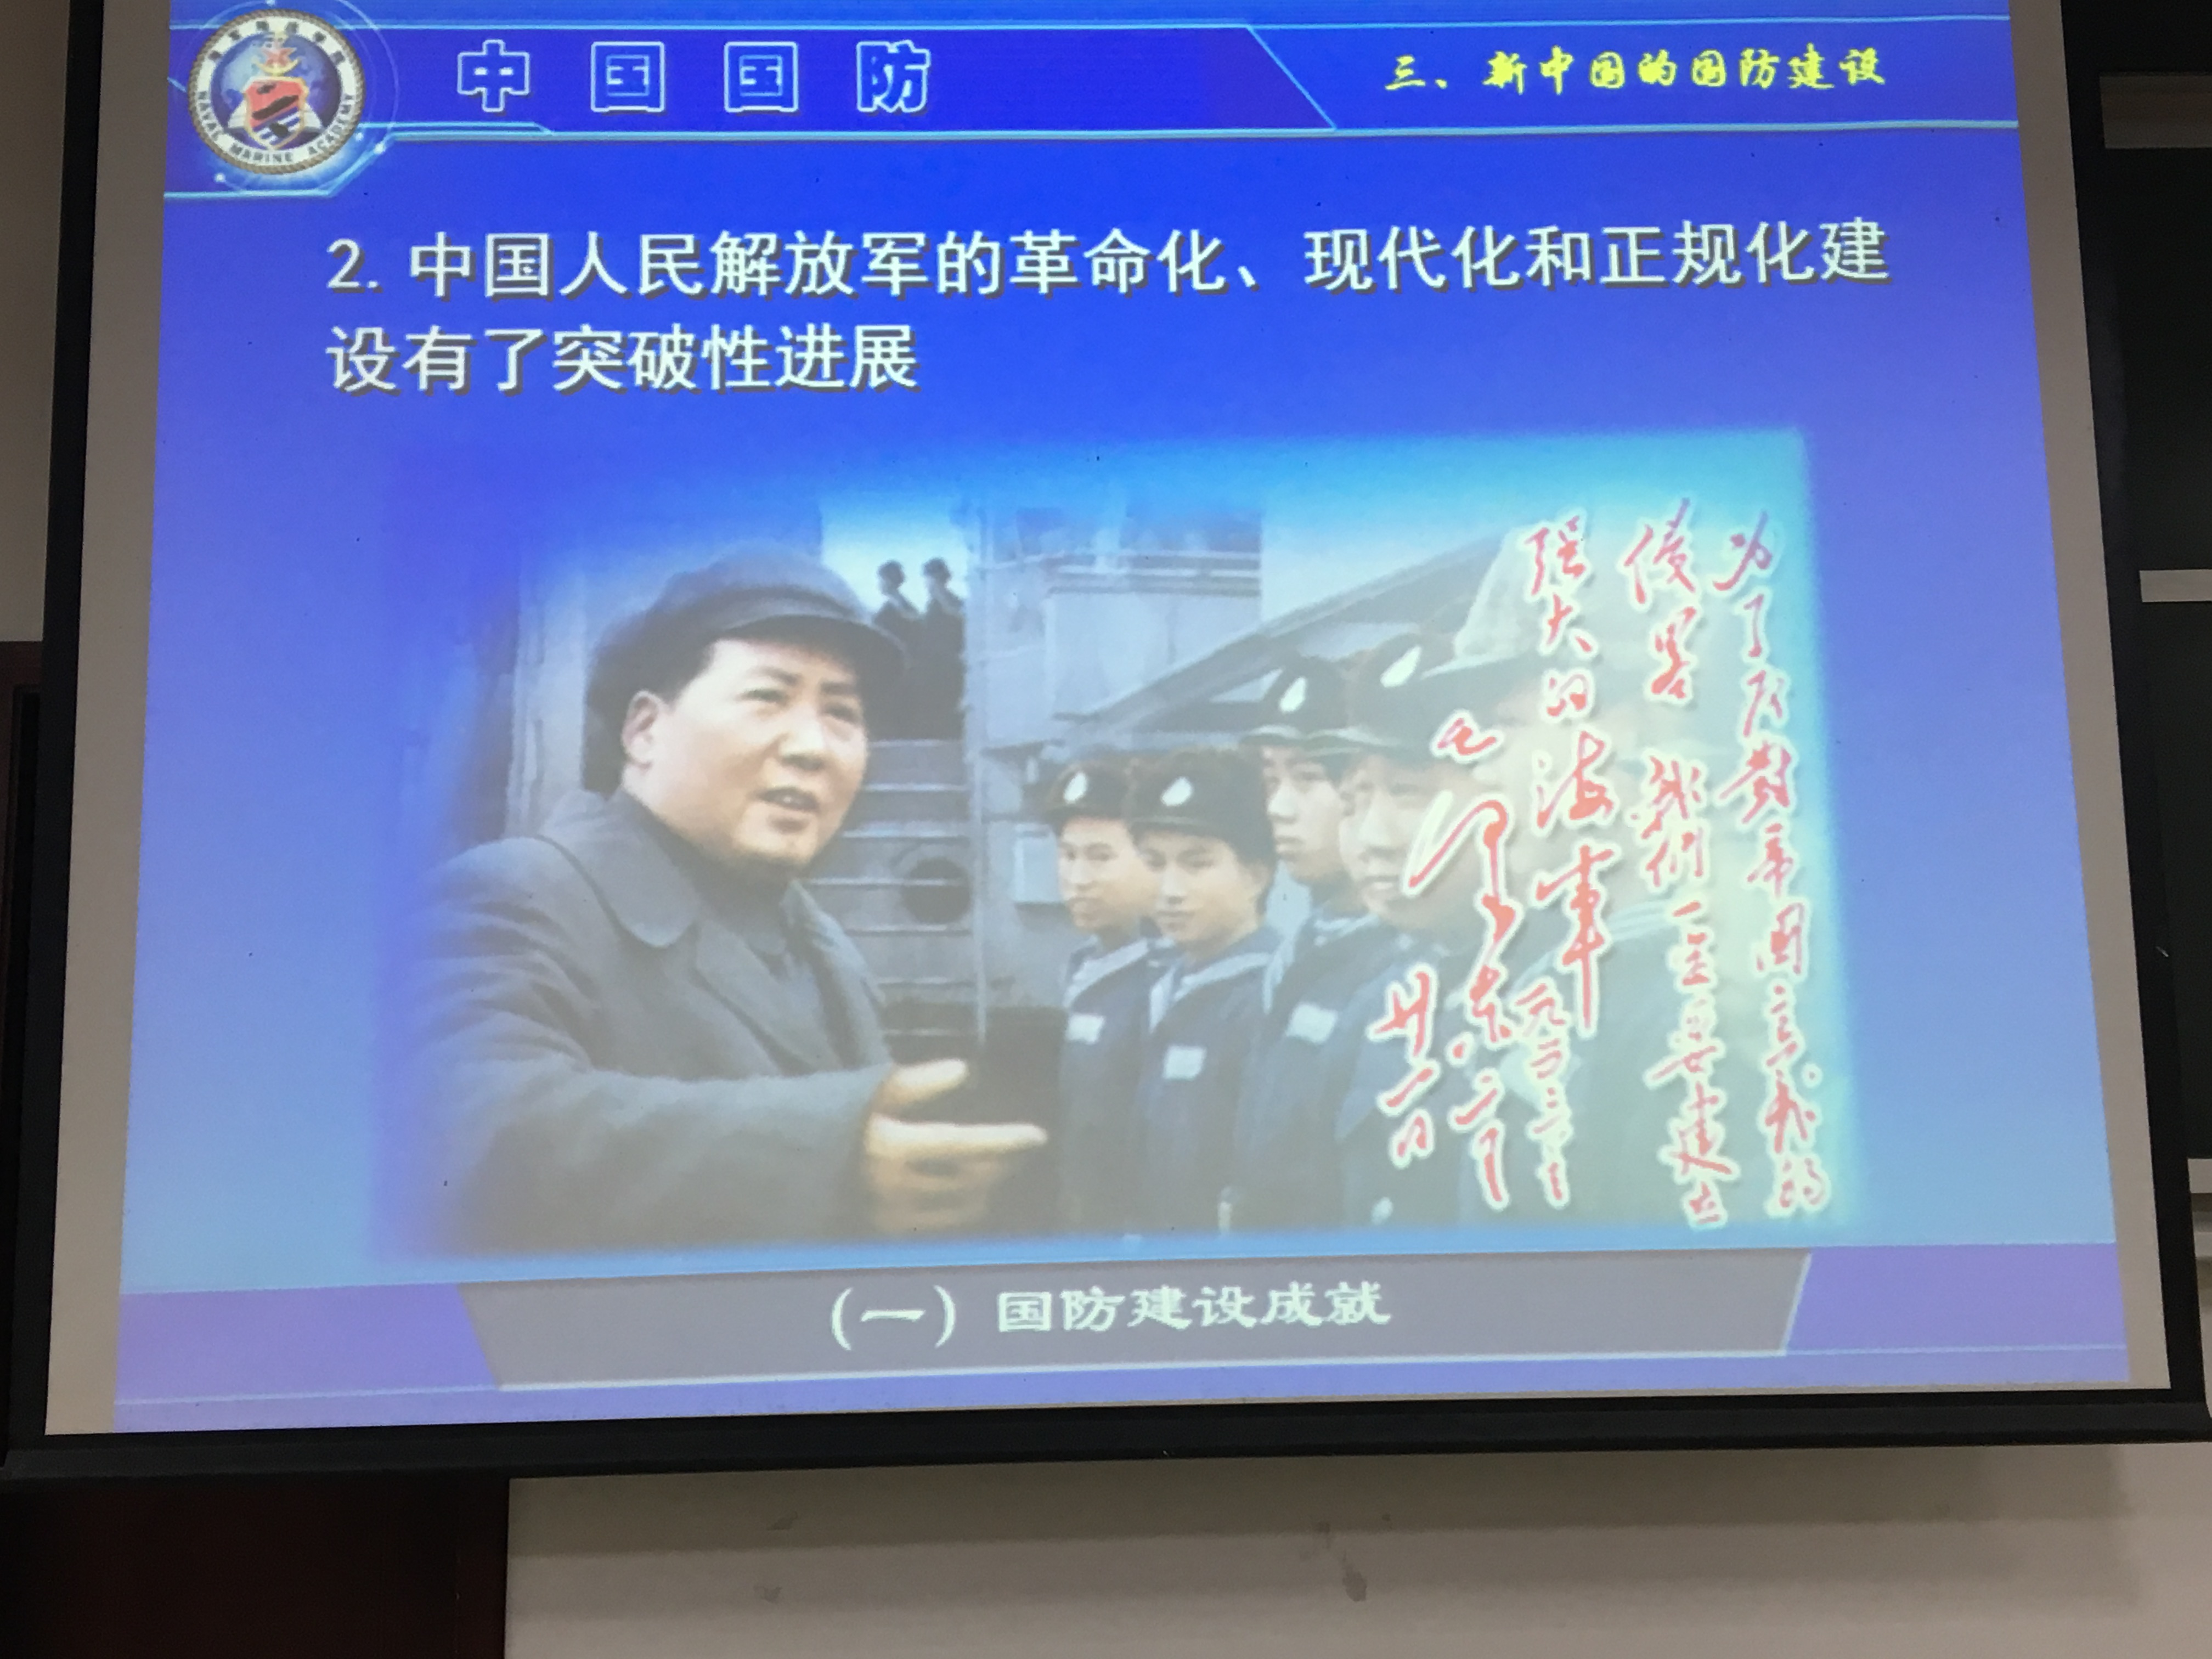 NAVAL MARINE ACADEMY
中国国防
三、新中国的国防建设
2.中国人民解放军的革命化、现代化和正规化建
设有了突破性进展
为了反对帝国主义的
侵略 我们一定要建立
强大的海军
毛泽东
一九五三年
二月
廿一日
(一)国防建设成就